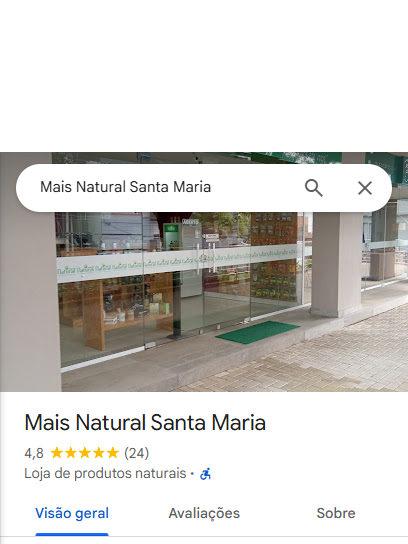 Mais Natural Santa Maria
Mais Natural Santa Maria
4,8 (24)
Loja de produtos naturais ·
Visão geral Avaliações Sobre